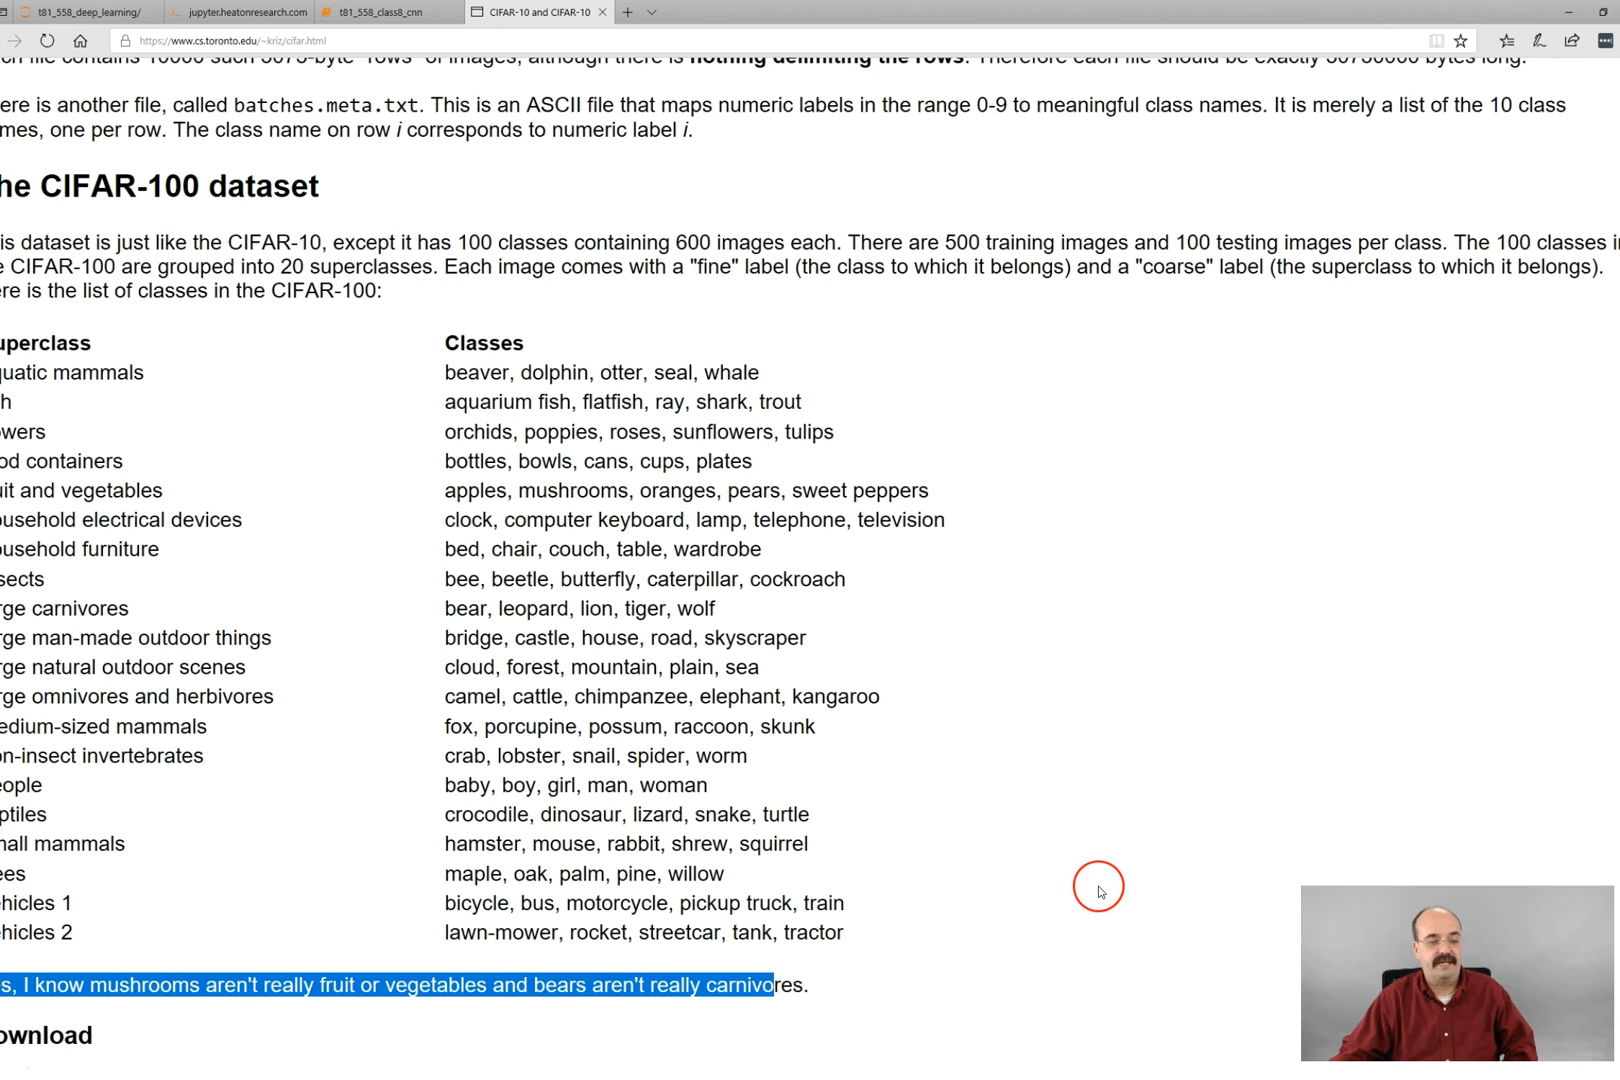 t81_558_deep_learning/ jupyter.heatonresearch.com t81_558_class8_cnn CIFAR-10 and CIFAR-10
https://www.cs.toronto.edu/~kriz/cifar.html
ch file contains 10000 such 3073-byte "rows" of images, although there is nothing delimiting the rows. Therefore each file should be exactly 30730000 bytes long.
ere is another file, called batches.meta.txt. This is an ASCII file that maps numeric labels in the range 0-9 to meaningful class names. It is merely a list of the 10 class
mes, one per row. The class name on row i corresponds to numeric label i.
he CIFAR-100 dataset
is dataset is just like the CIFAR-10, except it has 100 classes containing 600 images each. There are 500 training images and 100 testing images per class. The 100 classes in
e CIFAR-100 are grouped into 20 superclasses. Each image comes with a "fine" label (the class to which it belongs) and a "coarse" label (the superclass to which it belongs).
ere is the list of classes in the CIFAR-100:
uperclass Classes
quatic mammals beaver, dolphin, otter, seal, whale
h aquarium fish, flatfish, ray, shark, trout
owers orchids, poppies, roses, sunflowers, tulips
od containers bottles, bowls, cans, cups, plates
uit and vegetables apples, mushrooms, oranges, pears, sweet peppers
ousehold electrical devices clock, computer keyboard, lamp, telephone, television
ousehold furniture bed, chair, couch, table, wardrobe
sects bee, beetle, butterfly, caterpillar, cockroach
rge carnivores bear, leopard, lion, tiger, wolf
rge man-made outdoor things bridge, castle, house, road, skyscraper
rge natural outdoor scenes cloud, forest, mountain, plain, sea
rge omnivores and herbivores camel, cattle, chimpanzee, elephant, kangaroo
edium-sized mammals fox, porcupine, possum, raccoon, skunk
on-insect invertebrates crab, lobster, snail, spider, worm
eople baby, boy, girl, man, woman
ptiles crocodile, dinosaur, lizard, snake, turtle
mall mammals hamster, mouse, rabbit, shrew, squirrel
ees maple, oak, palm, pine, willow
hicles 1 bicycle, bus, motorcycle, pickup truck, train
hicles 2 lawn-mower, rocket, streetcar, tank, tractor
s, I know mushrooms aren't really fruit or vegetables and bears aren't really carnivores.
ownload